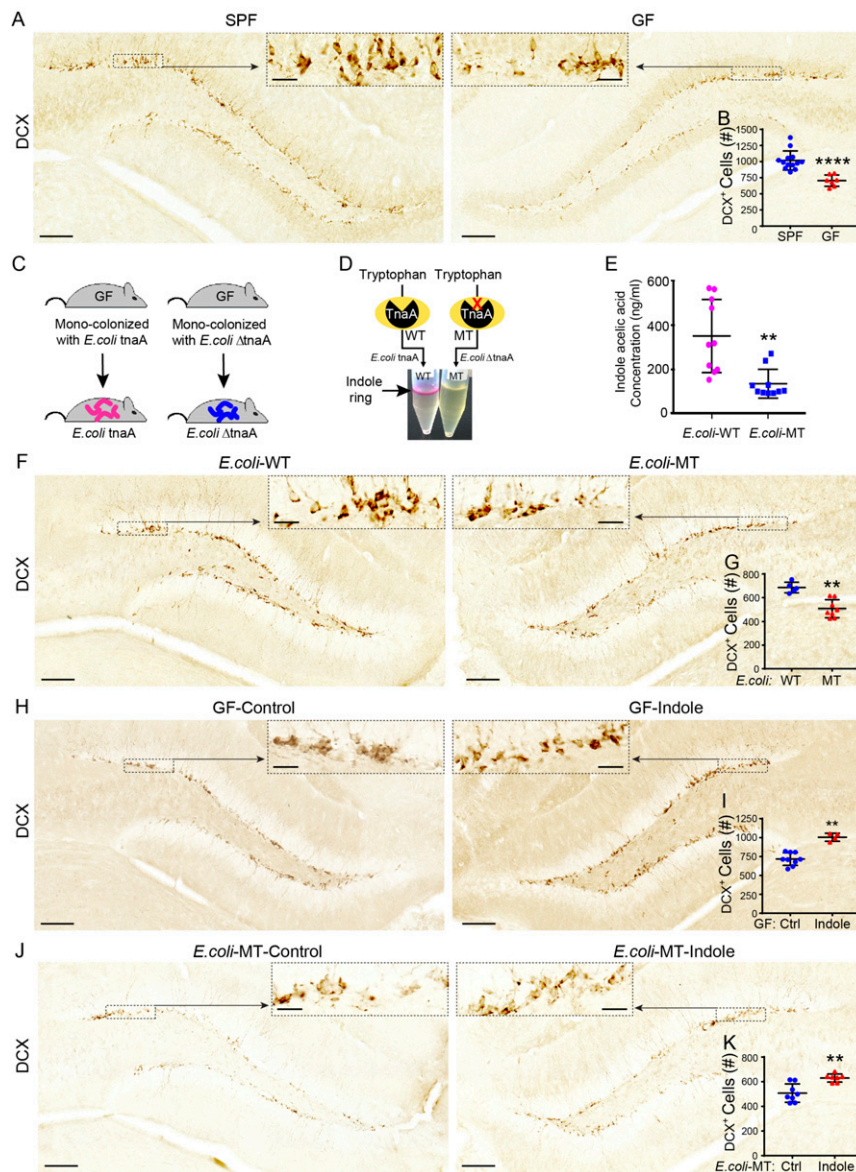 A
SPF
GF
DCX
B
DCX+ Cells (#)
1500
1250
1000
750
500
250
0
****
SPF GF
C
GF GF
Mono-colonized with E.coli tnaA
Mono-colonized with E.coli ΔtnaA
E.coli tnaA E.coli ΔtnaA
D
Tryptophan Tryptophan
TnaA X TnaA
WT MT
E.coli tnaA E.coli ΔtnaA
WT MT
Indole ring
E
Indole acelic acid
Concentration (ng/ml)
600
400
200
0
**
E.coli-WT E.coli-MT
F
E.coli-WT
E.coli-MT
DCX
G
DCX+ Cells (#)
800
600
400
200
0
**
E.coli: WT MT
H
GF-Control
GF-Indole
DCX
I
DCX+ Cells (#)
1250
1000
750
500
250
0
**
GF: Ctrl Indole
J
E.coli-MT-Control
E.coli-MT-Indole
DCX
K
DCX+ Cells (#)
800
600
400
200
0
**
E.coli-MT: Ctrl Indole